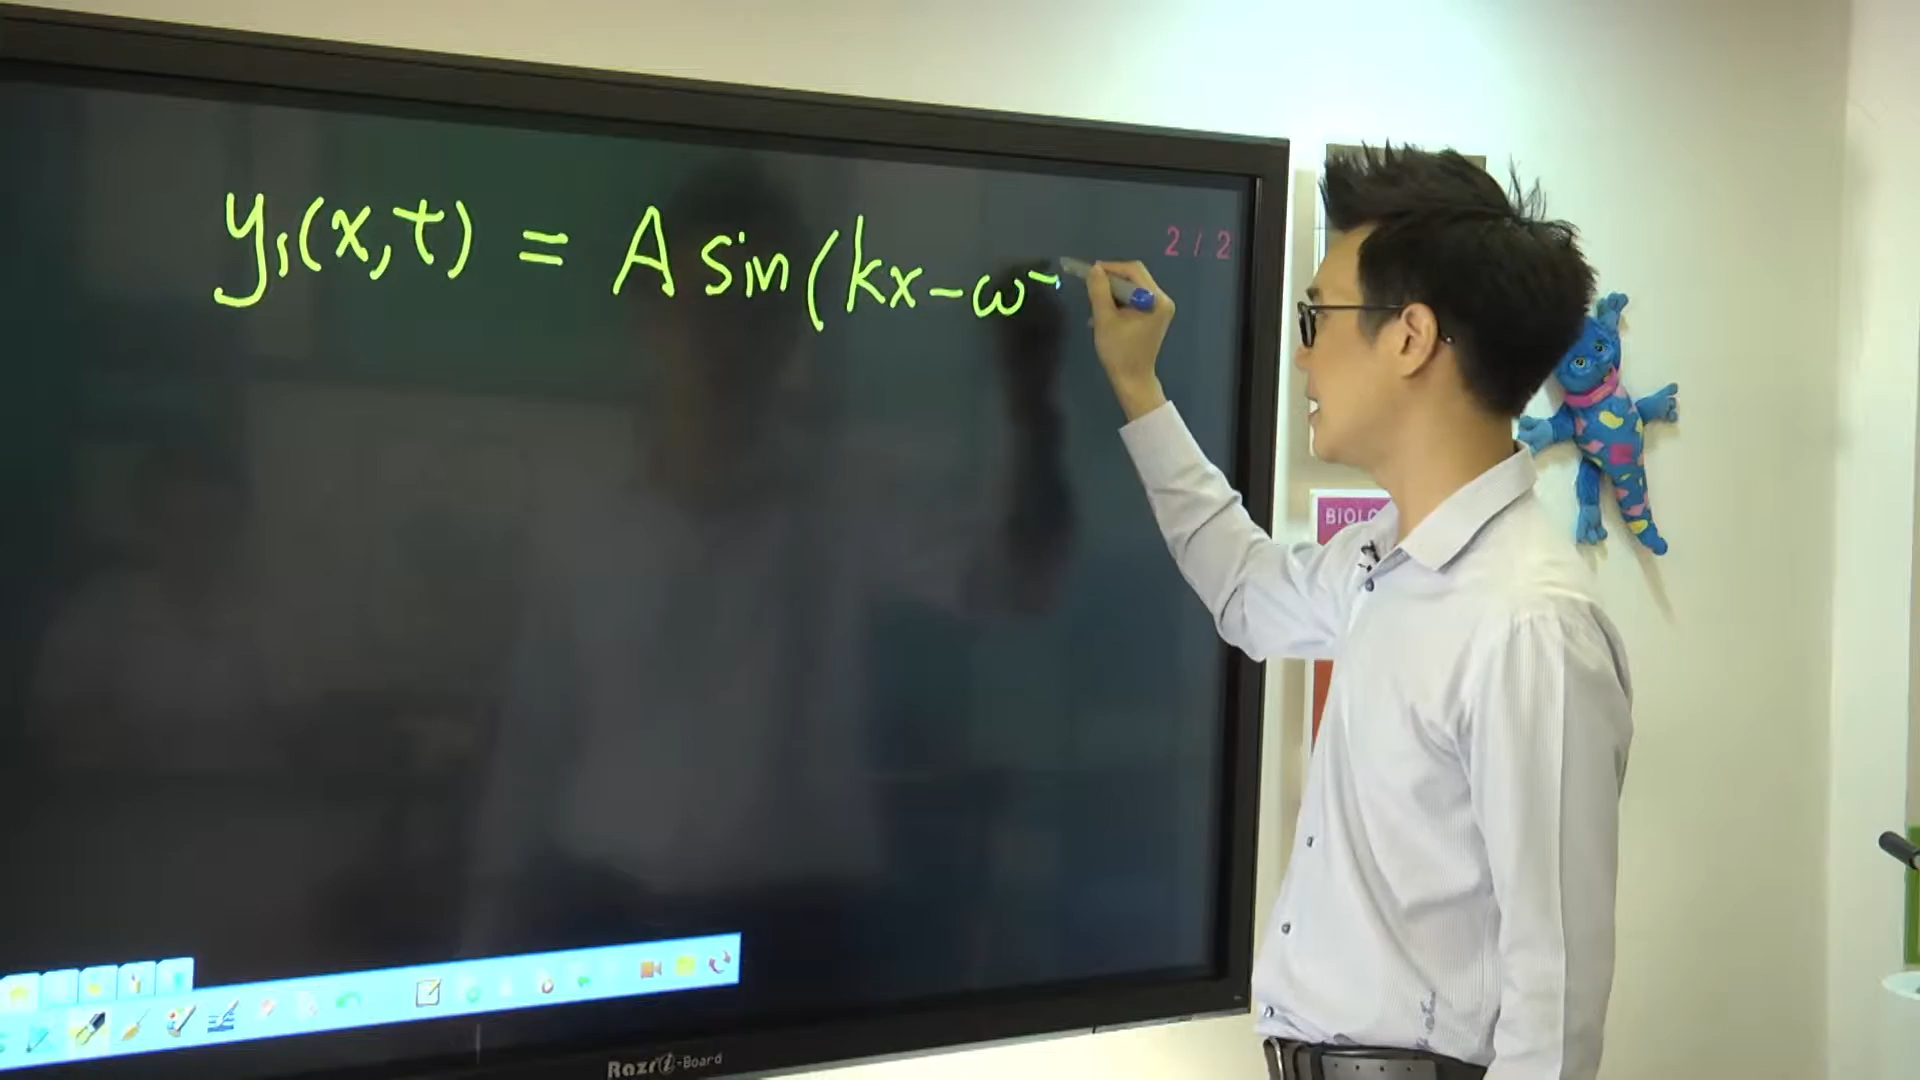 y₁(x,t) = A sin(kx-ω
2 / 2
Razr i-Board